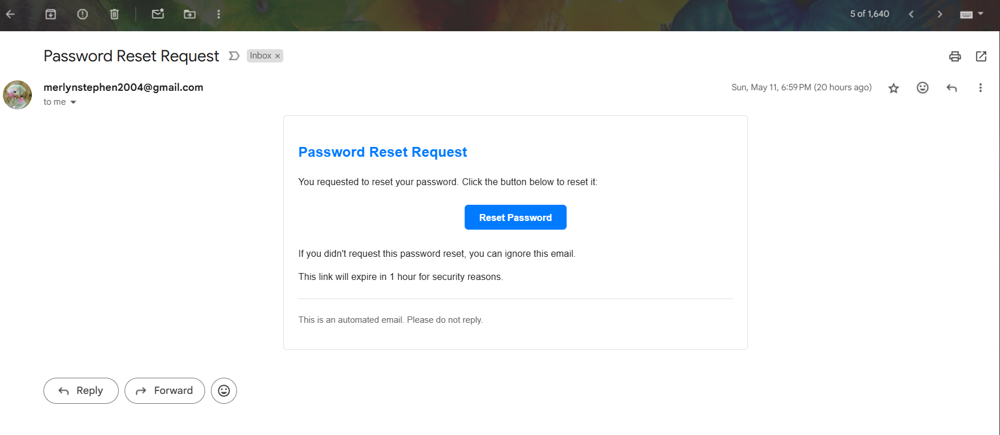 5 of 1,640
Password Reset Request
Inbox ×
merlynstephen2004@gmail.com
Sun, May 11, 6:59 PM (20 hours ago)
to me
Password Reset Request
You requested to reset your password. Click the button below to reset it:
Reset Password
If you didn't request this password reset, you can ignore this email.
This link will expire in 1 hour for security reasons.
This is an automated email. Please do not reply.
Reply
Forward